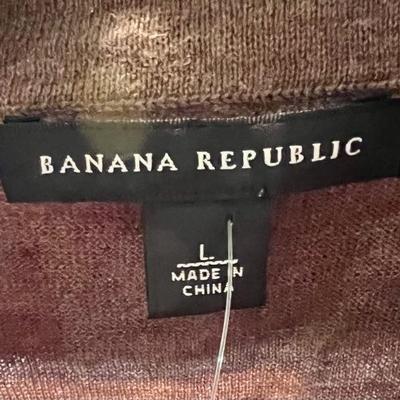 BANANA REPUBLIC
L.
MADE IN
CHINA